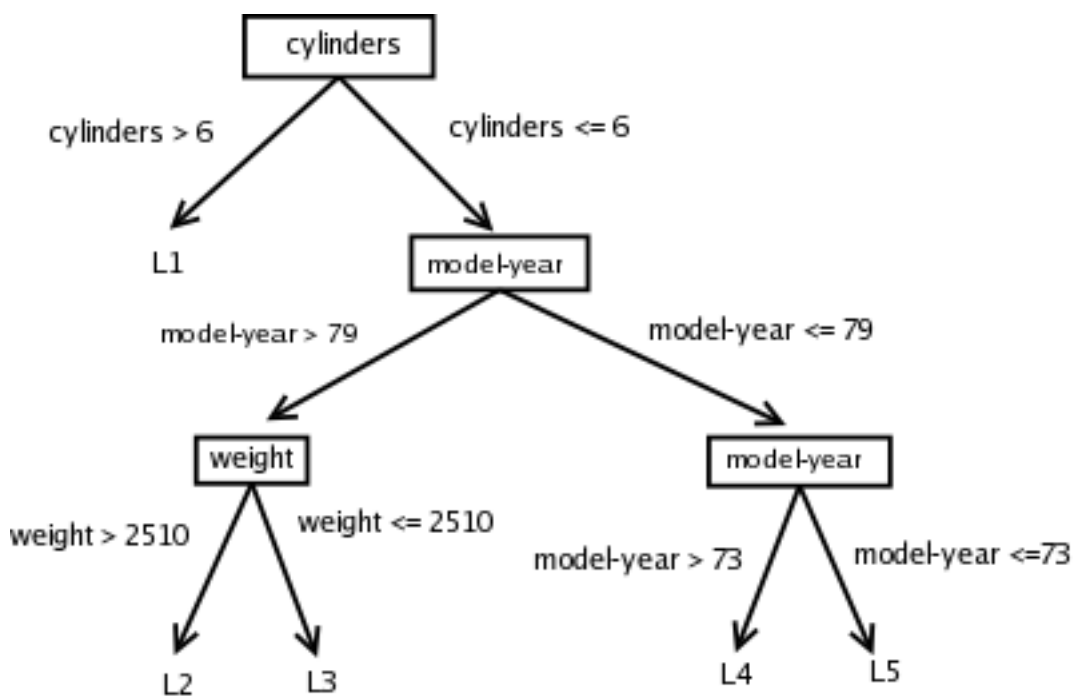 cylinders
cylinders > 6
cylinders <= 6
L1
model-year
model-year > 79
model-year <= 79
weight
model-year
weight > 2510
weight <= 2510
model-year > 73
model-year <=73
L2
L3
L4
L5